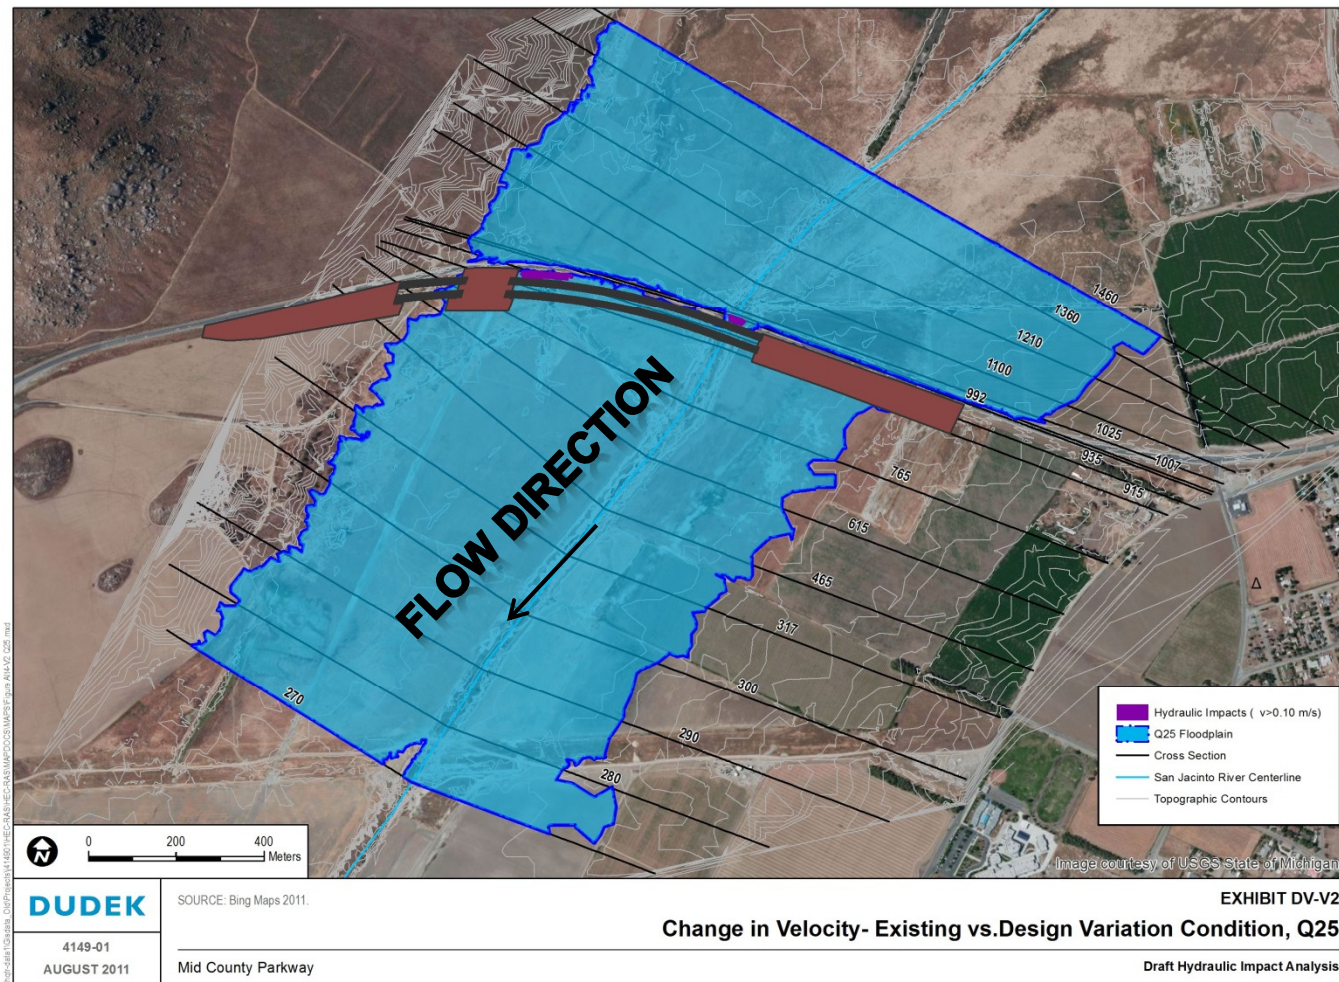 1460
1360
1210
1100
992
1025
1007
935
915
765
615
465
317
300
290
280
270
FLOW DIRECTION
Hydraulic Impacts ( v>0.10 m/s)
Q25 Floodplain
Cross Section
San Jacinto River Centerline
Topographic Contours
N
0 200 400
Meters
Image courtesy of USGS State of Michigan
DUDEK
4149-01
AUGUST 2011
SOURCE: Bing Maps 2011.
Mid County Parkway
EXHIBIT DV-V2
Change in Velocity- Existing vs.Design Variation Condition, Q25
Draft Hydraulic Impact Analysis